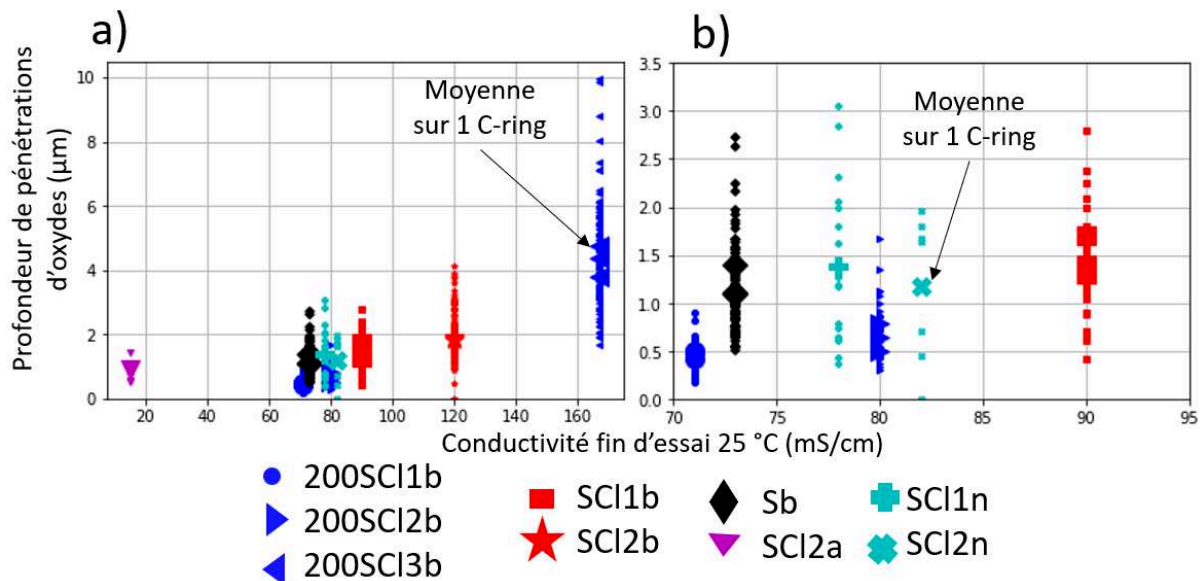 a)
b)
Profondeur de pénétrations
d'oxydes (µm)
10
8
6
4
2
0
Moyenne
sur 1 C-ring
20
40
60
80
100
120
140
160
3.5
3.0
2.5
2.0
1.5
1.0
0.5
0.0
Moyenne
sur 1 C-ring
70
75
80
85
90
95
Conductivité fin d'essai 25 °C (mS/cm)
200SCl1b
200SCl2b
200SCl3b
SCl1b
SCl2b
Sb
SCl2a
SCl1n
SCl2n